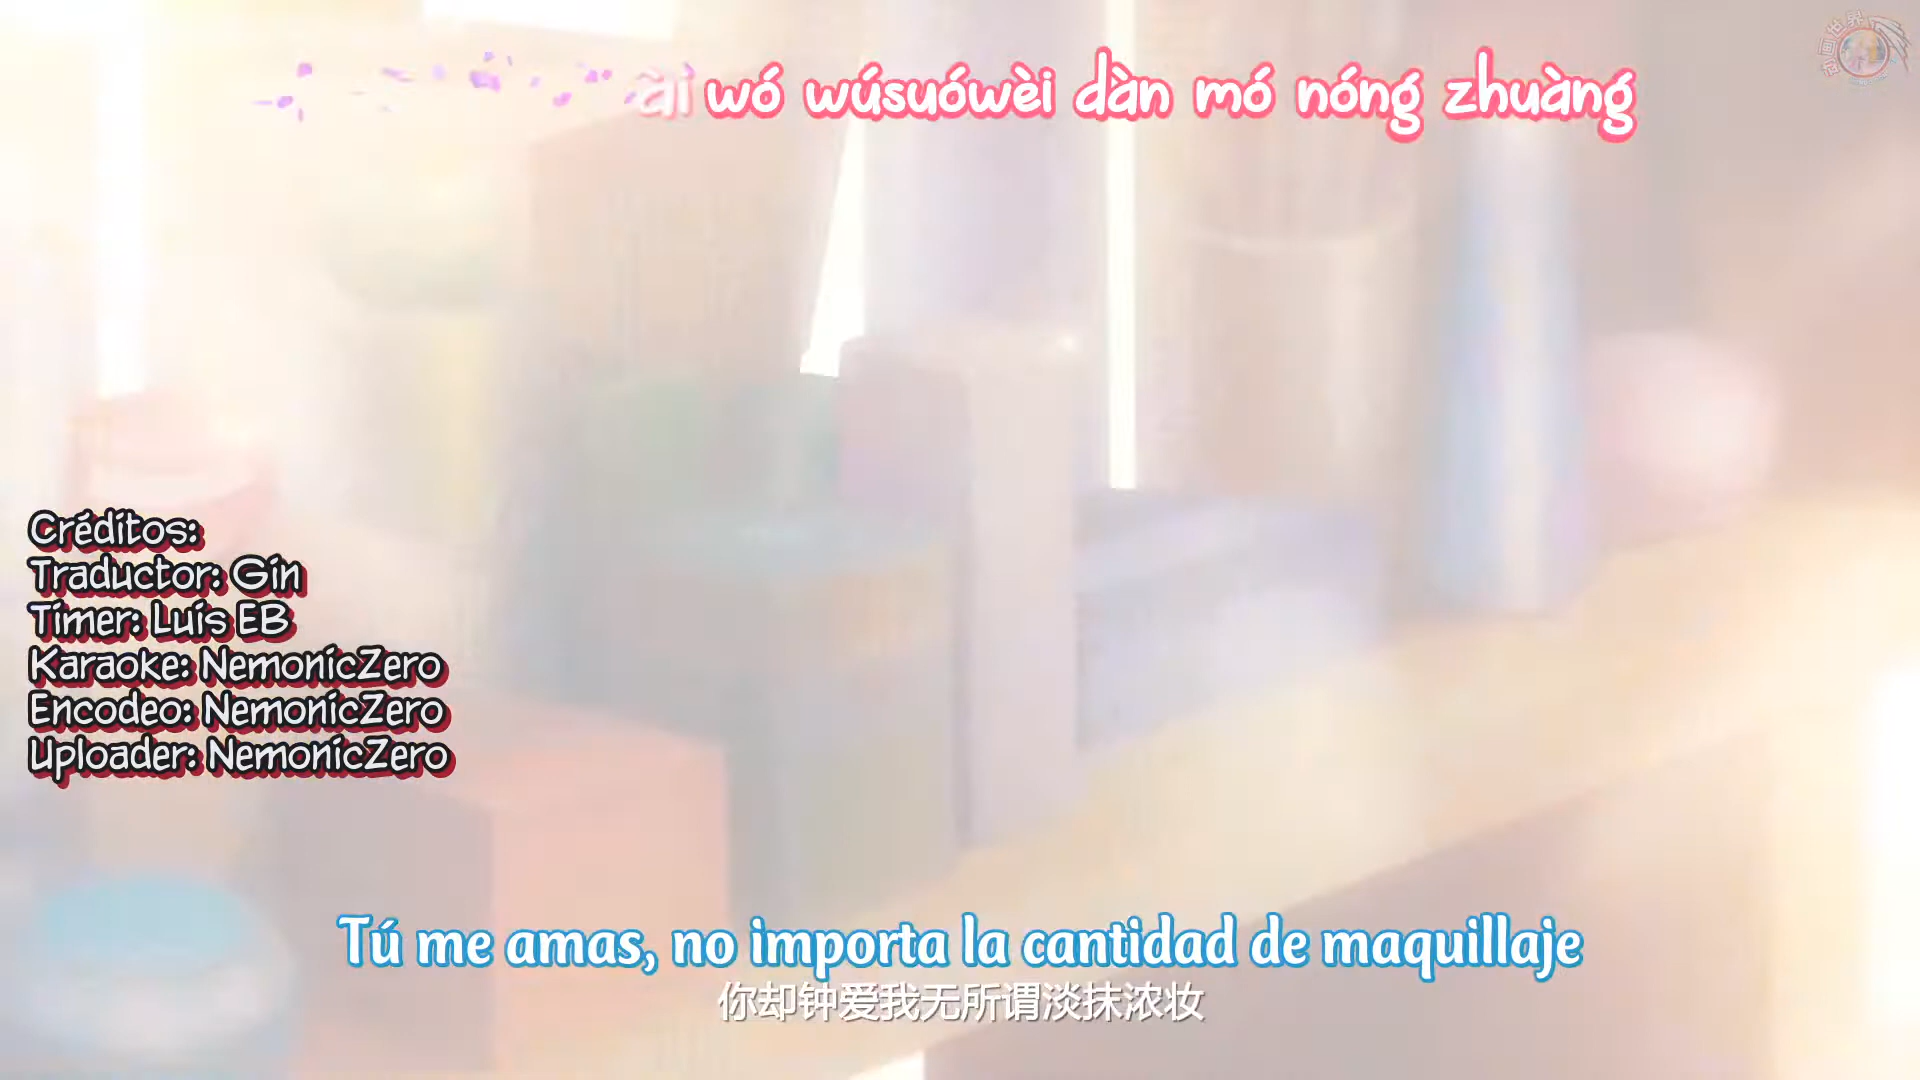 ài wó wúsuówèi dàn mó nóng zhuàng
Créditos:
Traductor: Gin
Timer: Luis EB
Karaoke: NemonicZero
Encodeo: NemonicZero
Uploader: NemonicZero
Tú me amas, no importa la cantidad de maquillaje
你却钟爱我无所谓淡抹浓妆